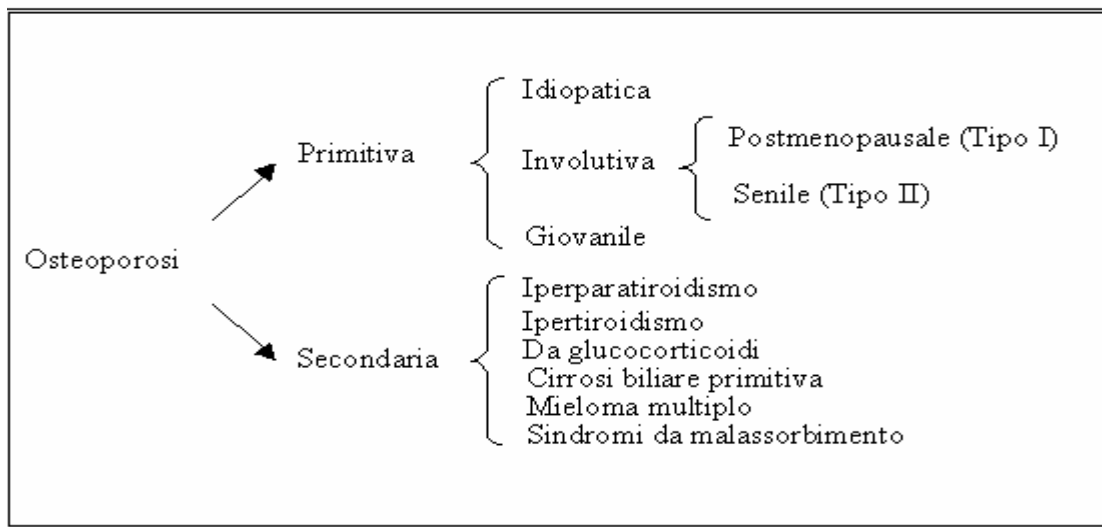 Osteoporosi
Primitiva
Idiopatica
Involutiva
Postmenopausale (Tipo I)
Senile (Tipo II)
Giovanile
Secondaria
Iperparatiroidismo
Ipertiroidismo
Da glucocorticoidi
Cirrosi biliare primitiva
Mieloma multiplo
Sindromi da malassorbimento